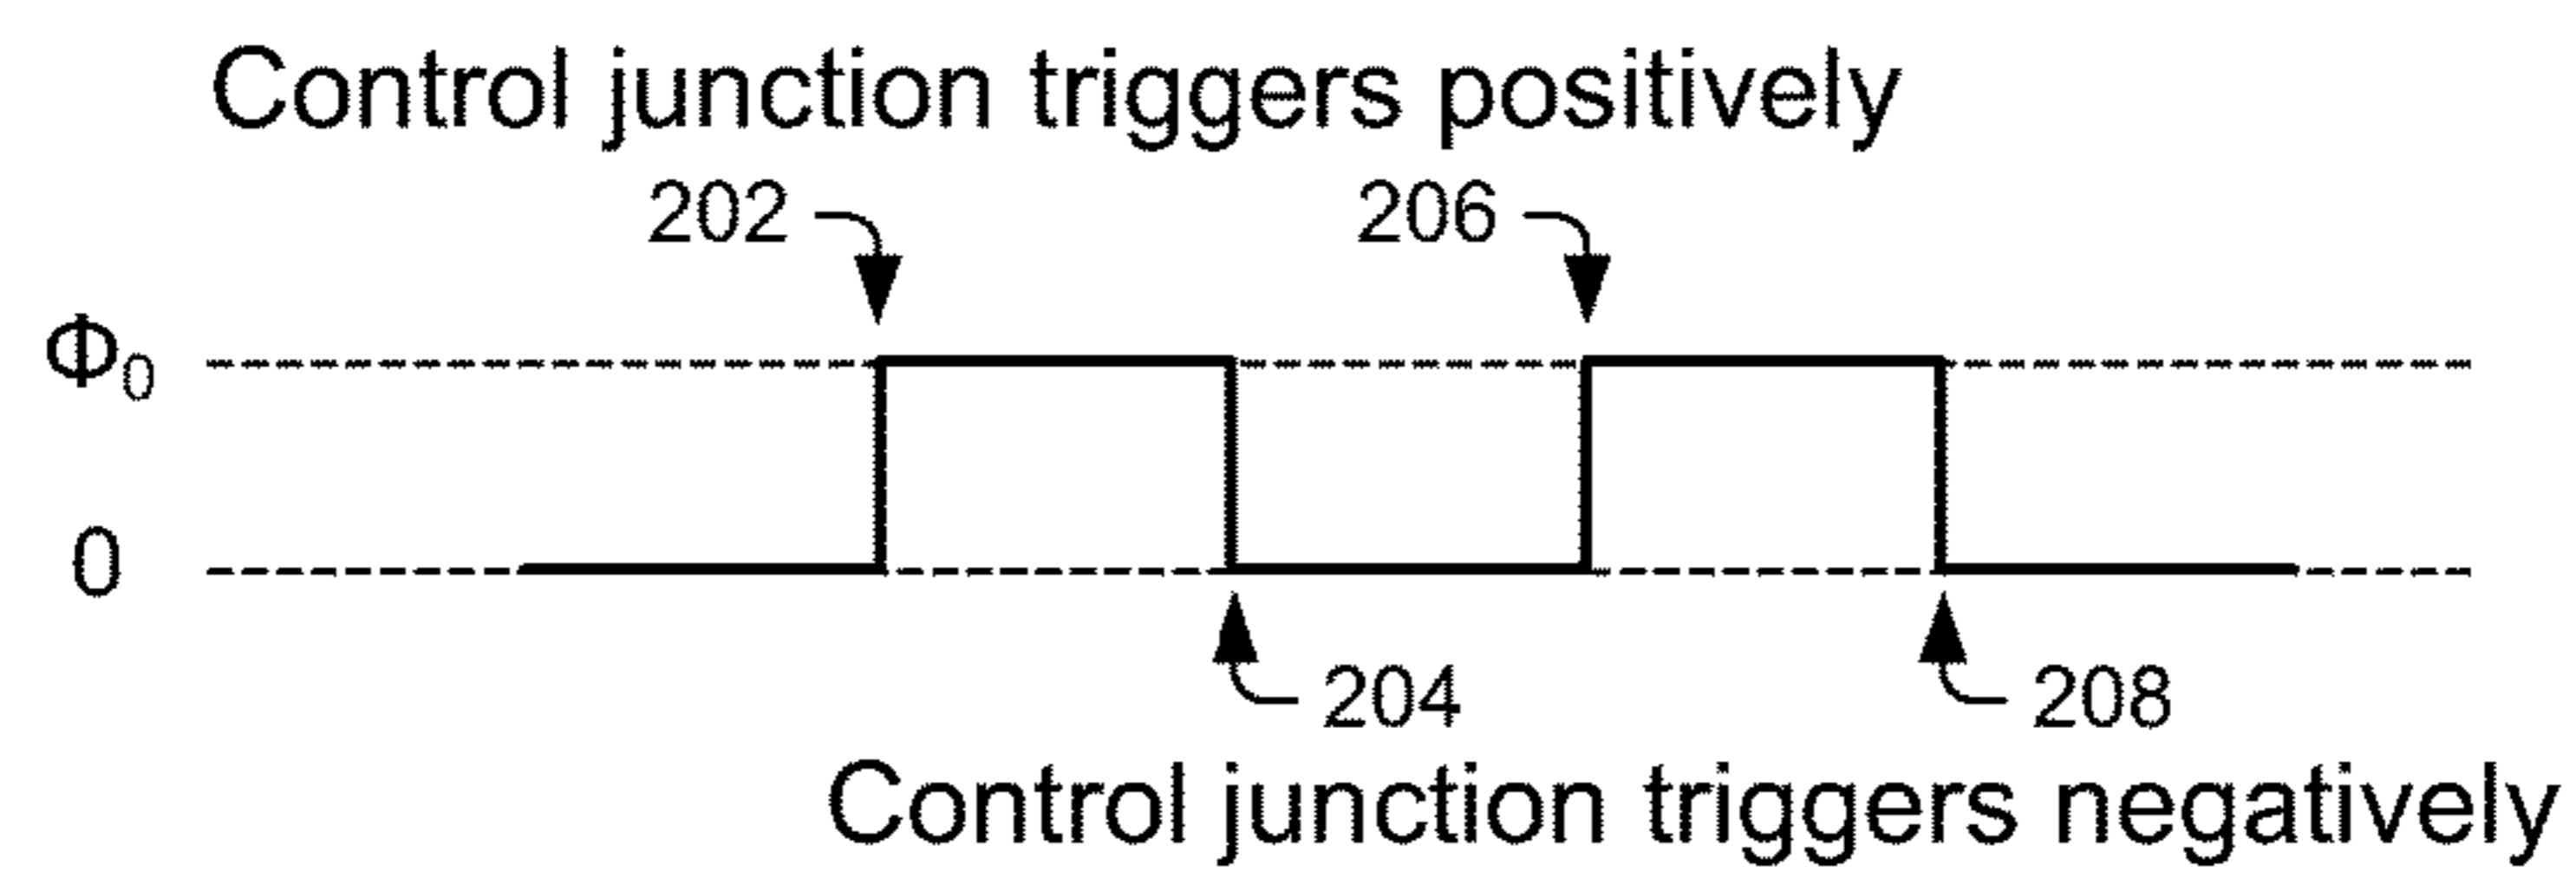 Control junction triggers positively
202 206
Φ0
0
204 208
Control junction triggers negatively